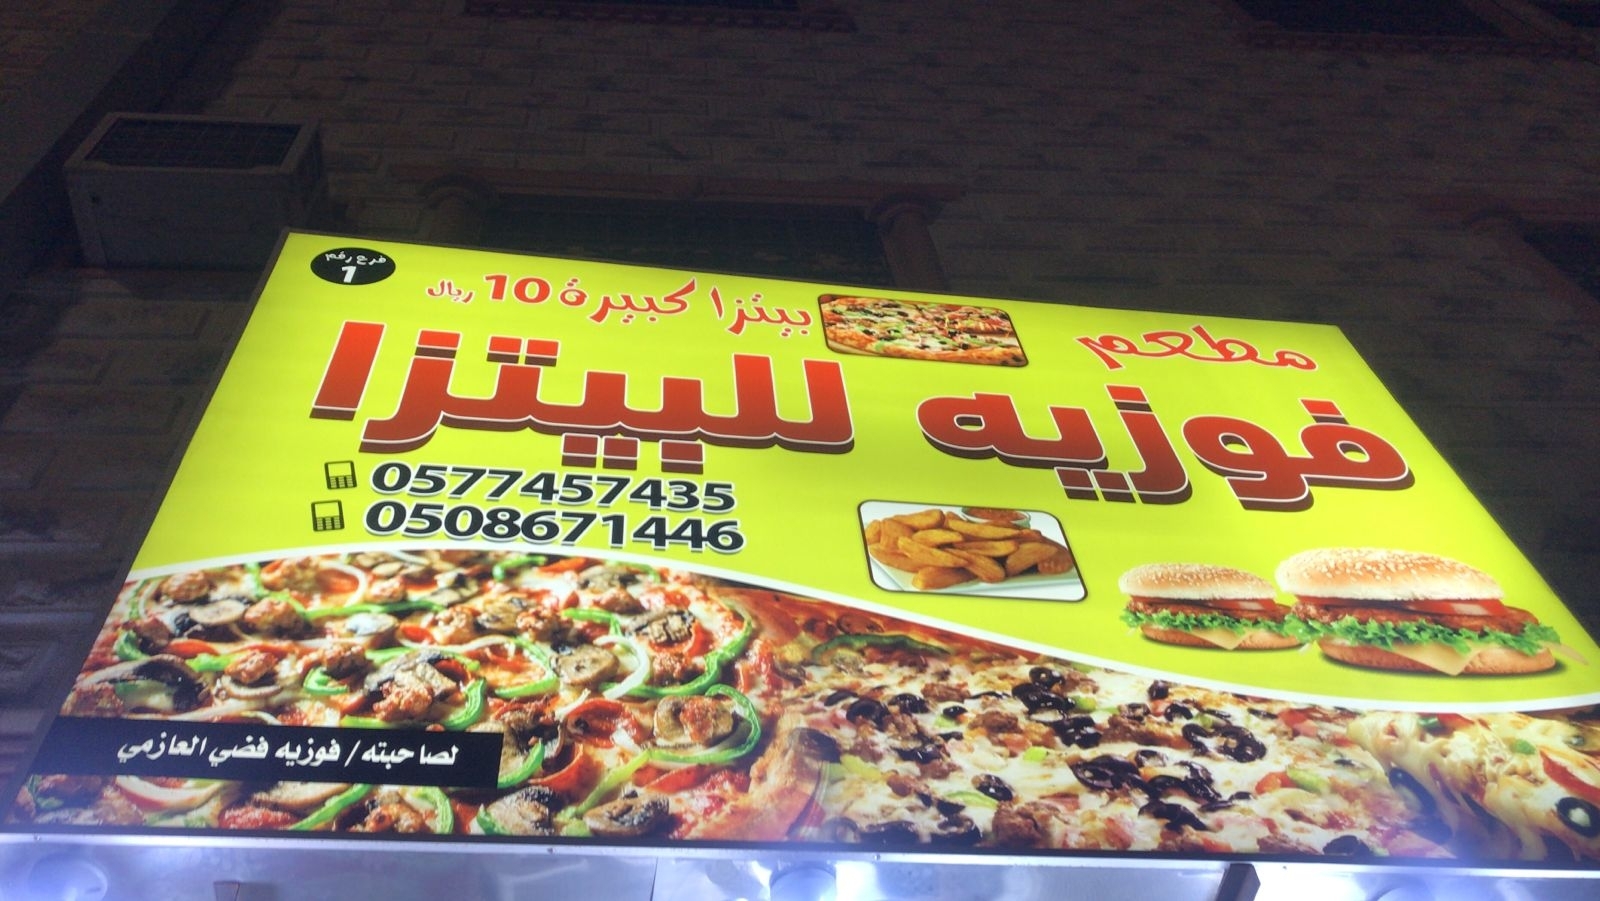 فرع رقم
1
بيتزا كبيرة 10 ريال
مطعم
فوزيه للبيتزا
0577457435
0508671446
لصاحبته / فوزيه فضي العازمي